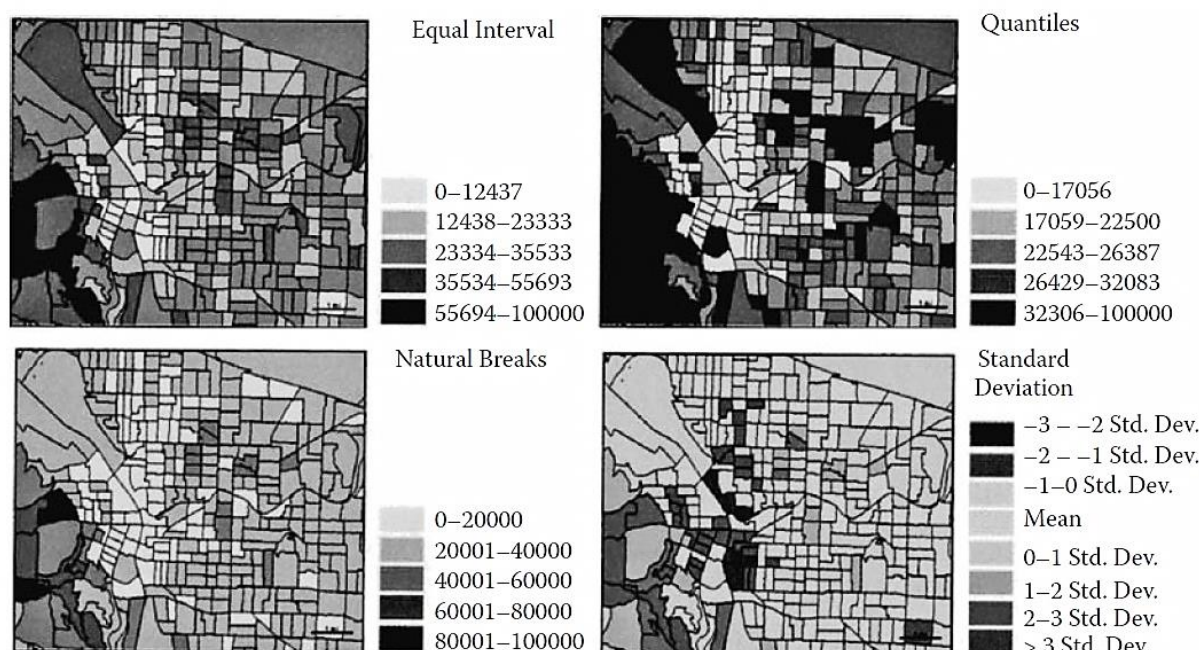 Equal Interval
0–12437
12438–23333
23334–35533
35534–55693
55694–100000
Quantiles
0–17056
17059–22500
22543–26387
26429–32083
32306–100000
Natural Breaks
0–20000
20001–40000
40001–60000
60001–80000
80001–100000
Standard
Deviation
–3 – –2 Std. Dev.
–2 – –1 Std. Dev.
–1–0 Std. Dev.
Mean
0–1 Std. Dev.
1–2 Std. Dev.
2–3 Std. Dev.
> 3 Std. Dev.